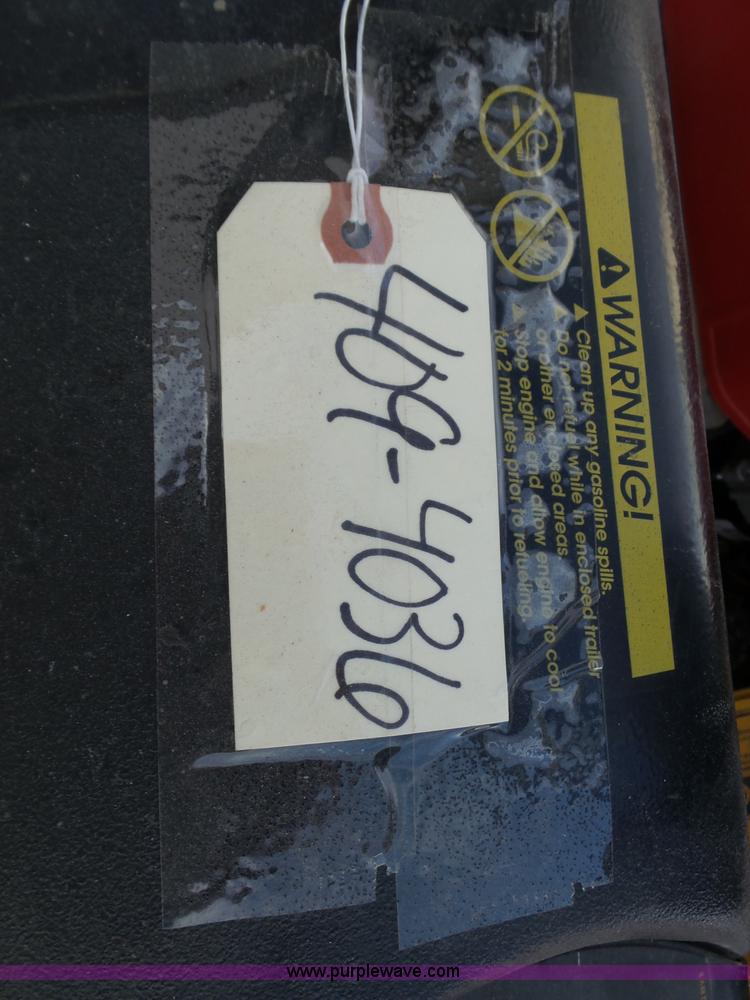 409-4036
WARNING!
Clean up any gasoline spills.
Do not refuel while in enclosed trailer
or other enclosed areas.
Stop engine and allow engine to cool
for 2 minutes prior to refueling.
www.purplewave.com